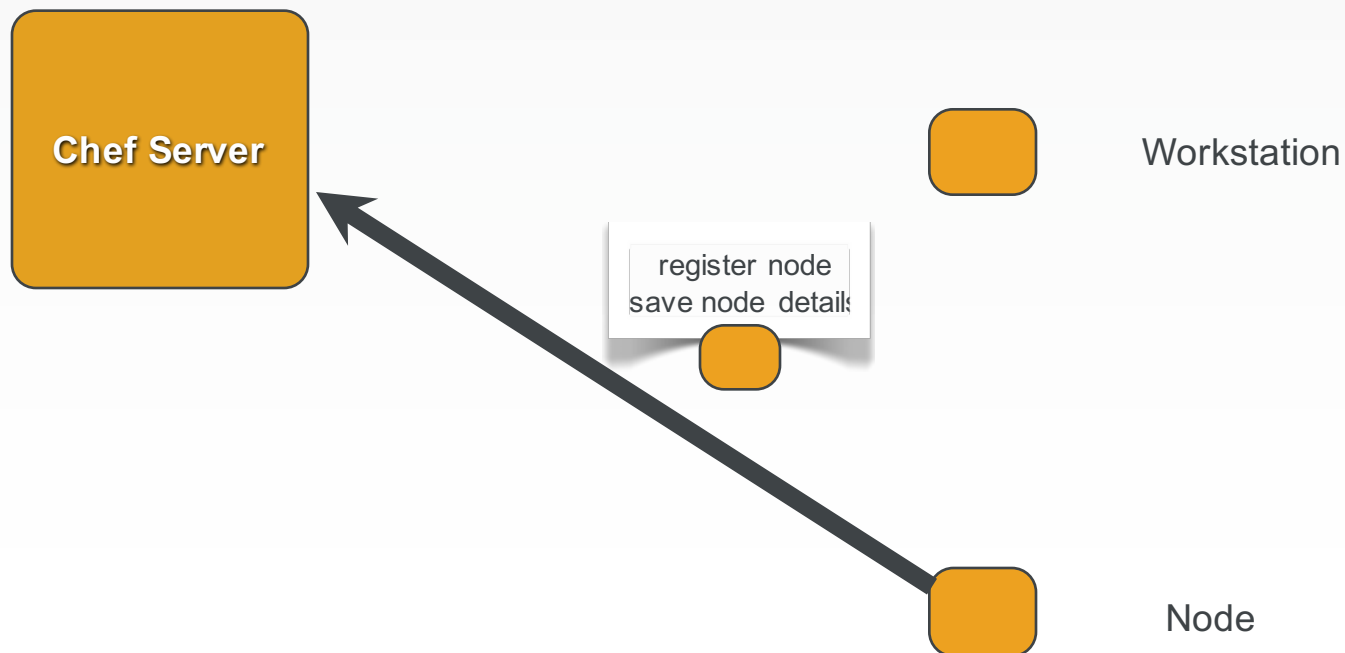 Chef Server
Workstation
register node
save node details
Node